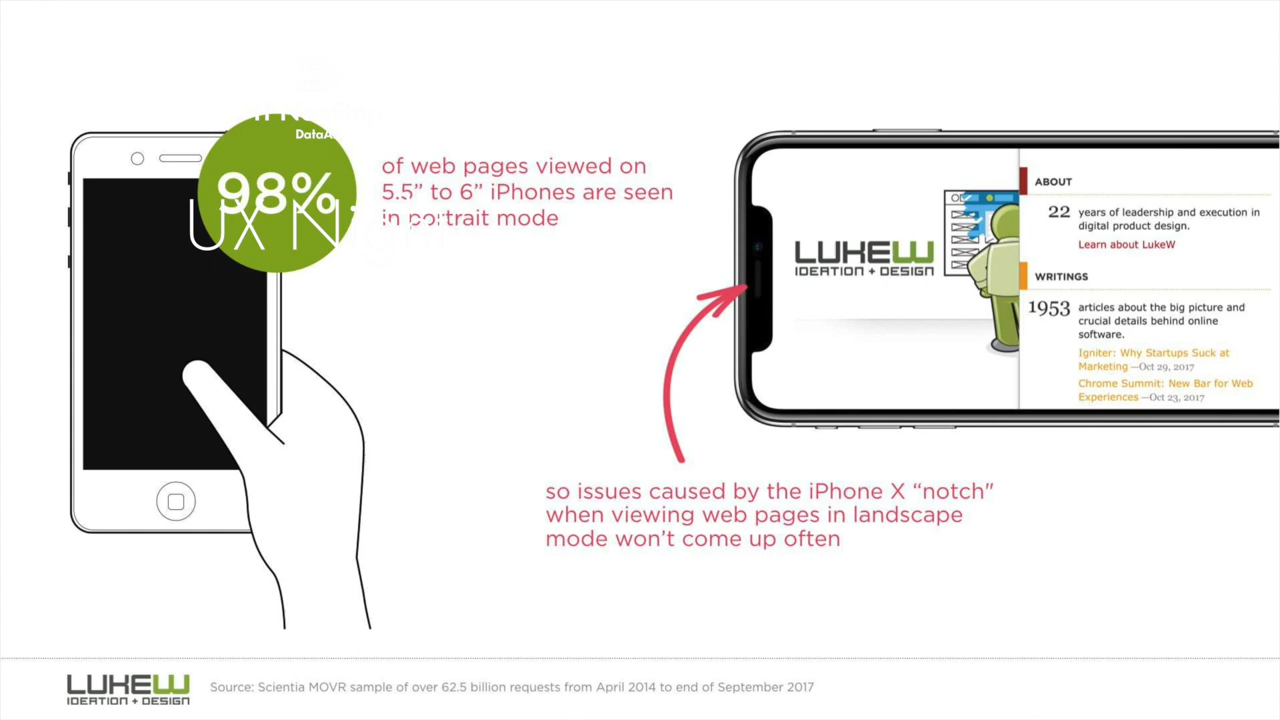 DataA
98%
UX Night
of web pages viewed on
5.5” to 6” iPhones are seen
in portrait mode
LUKEW
IDEATION + DESIGN
ABOUT
22 years of leadership and execution in
digital product design.
Learn about LukeW
WRITINGS
1953 articles about the big picture and
crucial details behind online
software.
Igniter: Why Startups Suck at
Marketing —Oct 29, 2017
Chrome Summit: New Bar for Web
Experiences —Oct 23, 2017
so issues caused by the iPhone X “notch"
when viewing web pages in landscape
mode won’t come up often
LUKEW
IDEATION + DESIGN
Source: Scientia MOVR sample of over 62.5 billion requests from April 2014 to end of September 2017